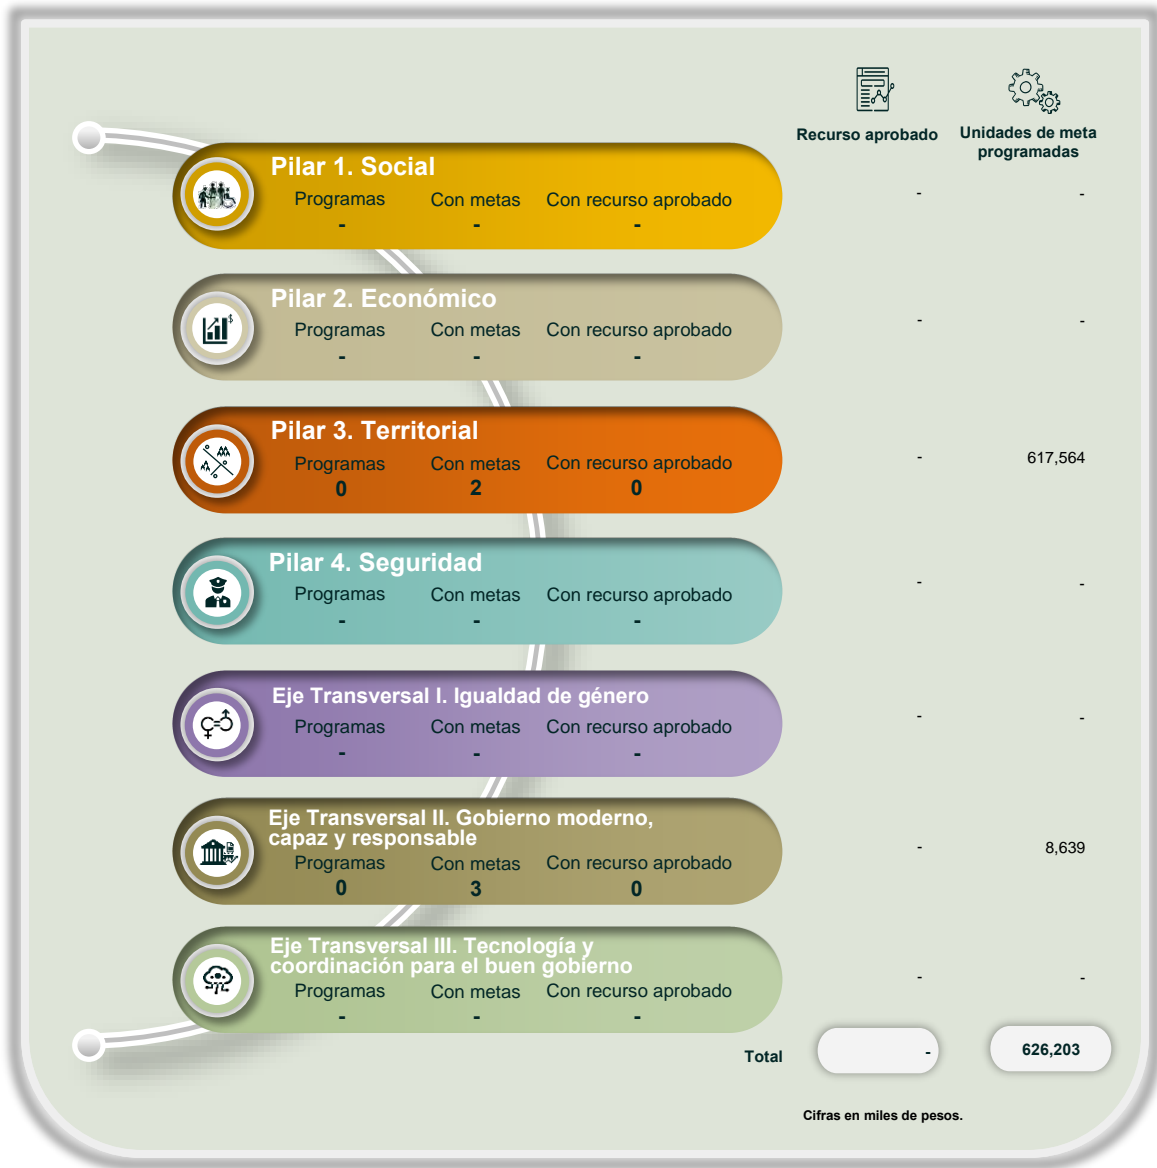 Recurso aprobado
Unidades de meta
programadas
Pilar 1. Social
Programas Con metas Con recurso aprobado
- - -
- -
Pilar 2. Económico
Programas Con metas Con recurso aprobado
- - -
- -
Pilar 3. Territorial
Programas Con metas Con recurso aprobado
0 2 0
- 617,564
Pilar 4. Seguridad
Programas Con metas Con recurso aprobado
- - -
- -
Eje Transversal I. Igualdad de género
Programas Con metas Con recurso aprobado
- - -
- -
Eje Transversal II. Gobierno moderno,
capaz y responsable
Programas Con metas Con recurso aprobado
0 3 0
- 8,639
Eje Transversal III. Tecnología y
coordinación para el buen gobierno
Programas Con metas Con recurso aprobado
- - -
- -
Total - 626,203
Cifras en miles de pesos.